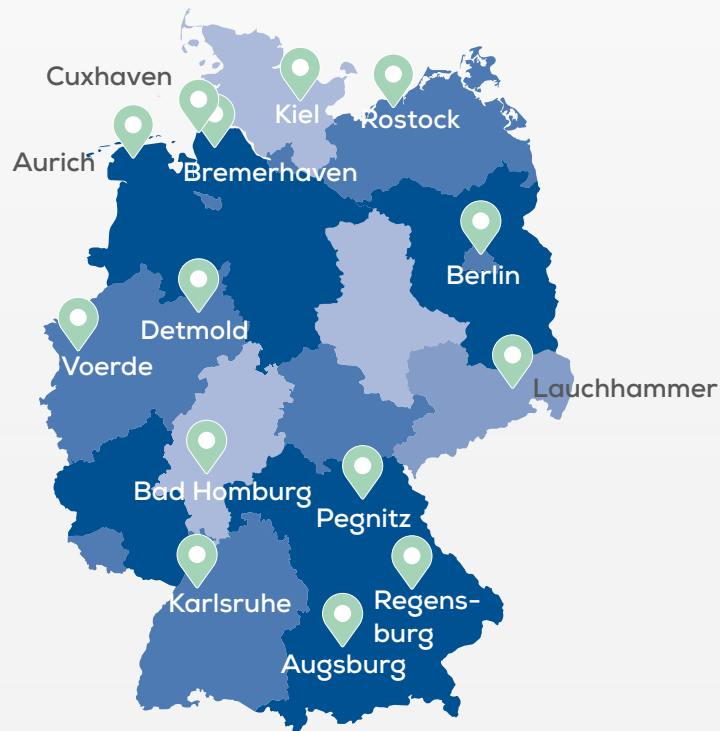 Cuxhaven
Kiel
Rostock
Aurich
Bremerhaven
Berlin
Detmold
Voerde
Lauchhammer
Bad Homburg
Pegnitz
Karlsruhe
Regens-
burg
Augsburg